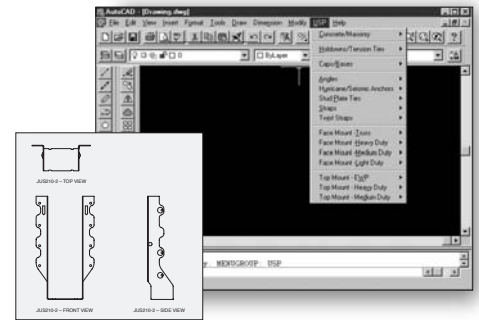 AutoCAD - [Drawing.dwg]
File Edit View Insert Format Tools Draw Dimension Modify USP Help
Concrete/Masonry
Holdowns/Tension Ties
Caps/Bases
Angles
Hurricane/Seismic Anchors
Stud Plate Ties
Straps
Twist Straps
Face Mount -Truss
Face Mount -Heavy Duty
Face Mount -Medium Duty
Face Mount -Light Duty
Top Mount - EWP
Top Mount - Heavy Duty
Top Mount - Medium Duty
ByLayer
MENUGROUP: USP
JUS210-2 – TOP VIEW
JUS210-2 – FRONT VIEW
JUS210-2 – SIDE VIEW